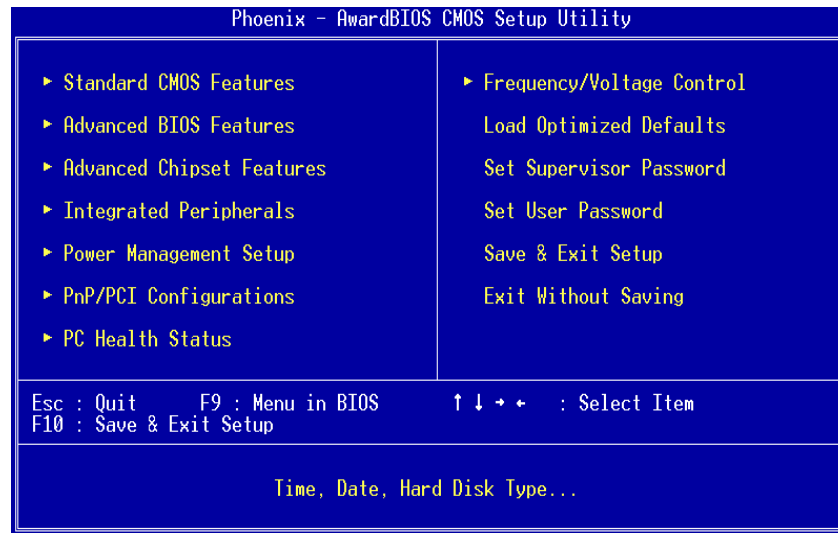 Phoenix - AwardBIOS CMOS Setup Utility
▶ Standard CMOS Features
▶ Advanced BIOS Features
▶ Advanced Chipset Features
▶ Integrated Peripherals
▶ Power Management Setup
▶ PnP/PCI Configurations
▶ PC Health Status
▶ Frequency/Voltage Control
Load Optimized Defaults
Set Supervisor Password
Set User Password
Save & Exit Setup
Exit Without Saving
Esc : Quit F9 : Menu in BIOS ↑ ↓ → ← : Select Item
F10 : Save & Exit Setup
Time, Date, Hard Disk Type...